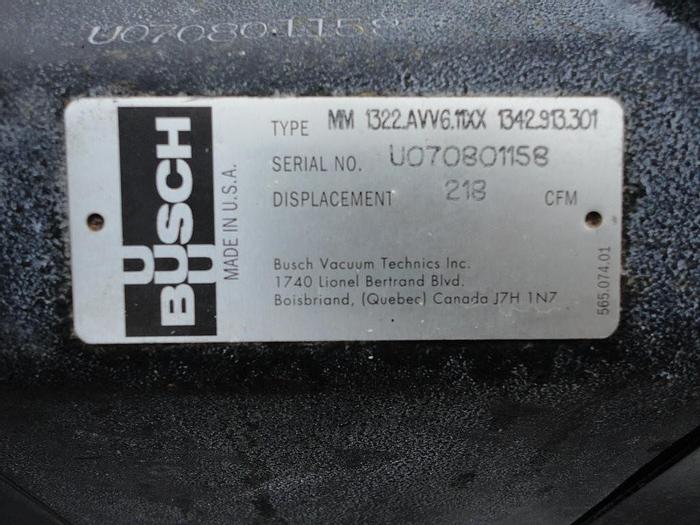 U070801158
BUSCH
MADE IN U.S.A.
TYPE MM 1322.AVV6.11XX 1342.913.301
SERIAL NO. U070801158
DISPLACEMENT 218 CFM
Busch Vacuum Technics Inc.
1740 Lionel Bertrand Blvd.
Boisbriand, (Quebec) Canada J7H 1N7
565.074.01